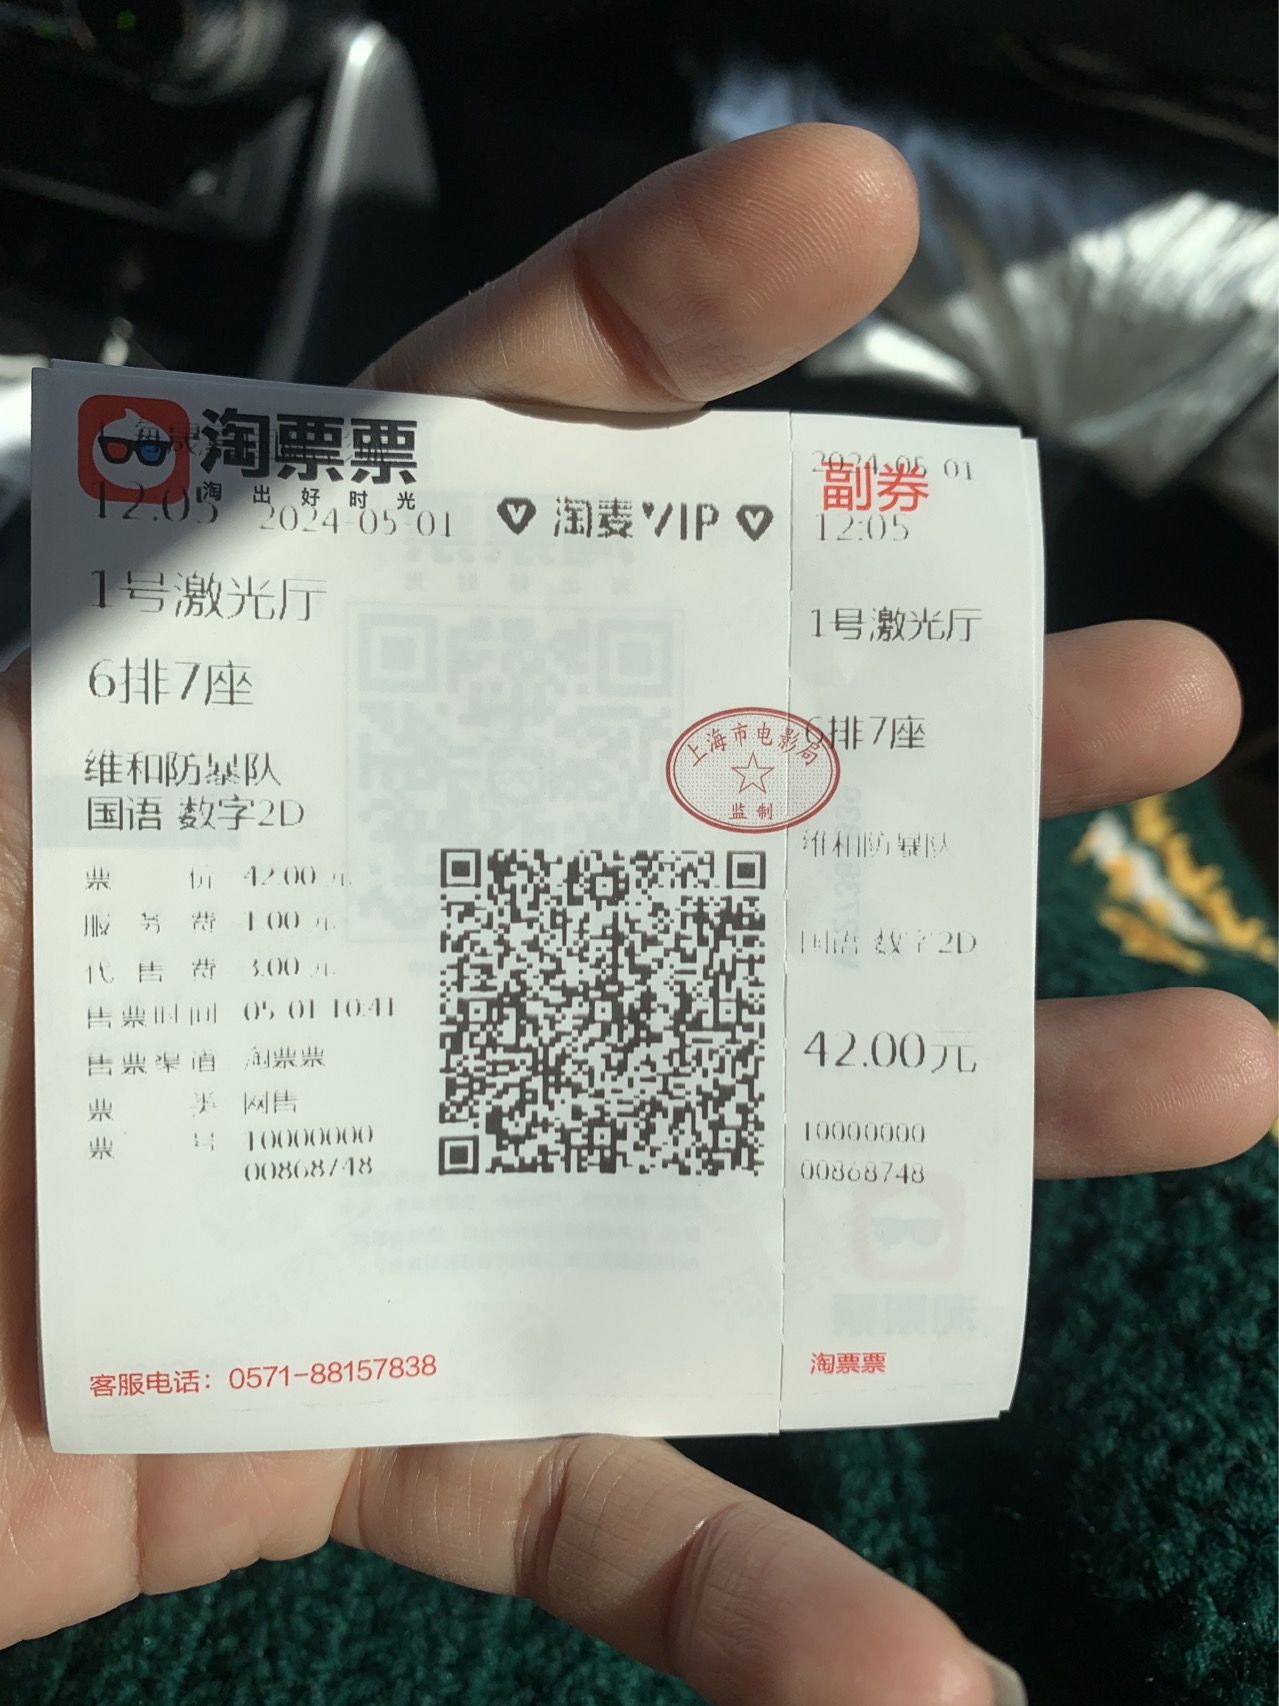 淘票票
淘出好时光
12:05 2024-05-01 淘麦VIP
1号激光厅
6排7座
维和防暴队
国语 数字2D
票价 42.00元
服务费 1.00元
代售费 3.00元
售票时间 05-01 10:41
售票渠道 淘票票
票类 网售
票号 10000000
00868748
客服电话：0571-88157838
上海市电影局
监制
副券
2024-05-01
12:05
1号激光厅
6排7座
维和防暴队
国语 数字2D
42.00元
10000000
00868748
淘票票